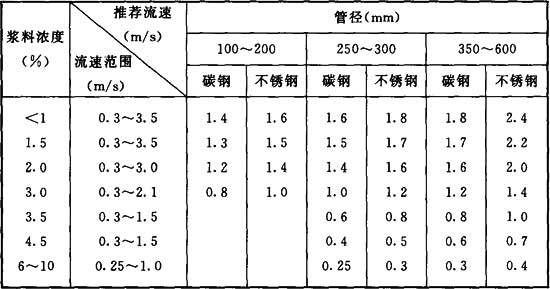 浆料浓度
(%)
推荐流速
(m/s)
流速范围
(m/s)
管径(mm)
100～200 250～300 350～600
碳钢 不锈钢 碳钢 不锈钢 碳钢 不锈钢
<1 0.3～3.5 1.4 1.6 1.6 1.8 1.8 2.4
1.5 0.3～3.5 1.3 1.5 1.5 1.7 1.7 2.2
2.0 0.3～3.0 1.2 1.4 1.4 1.6 1.6 2.0
3.0 0.3～2.1 0.8 1.0 1.0 1.2 1.2 1.4
3.5 0.3～1.5 0.6 0.8 0.8 1.0
4.5 0.3～1.5 0.4 0.5 0.6 0.7
6～10 0.25～1.0 0.25 0.3 0.3 0.4